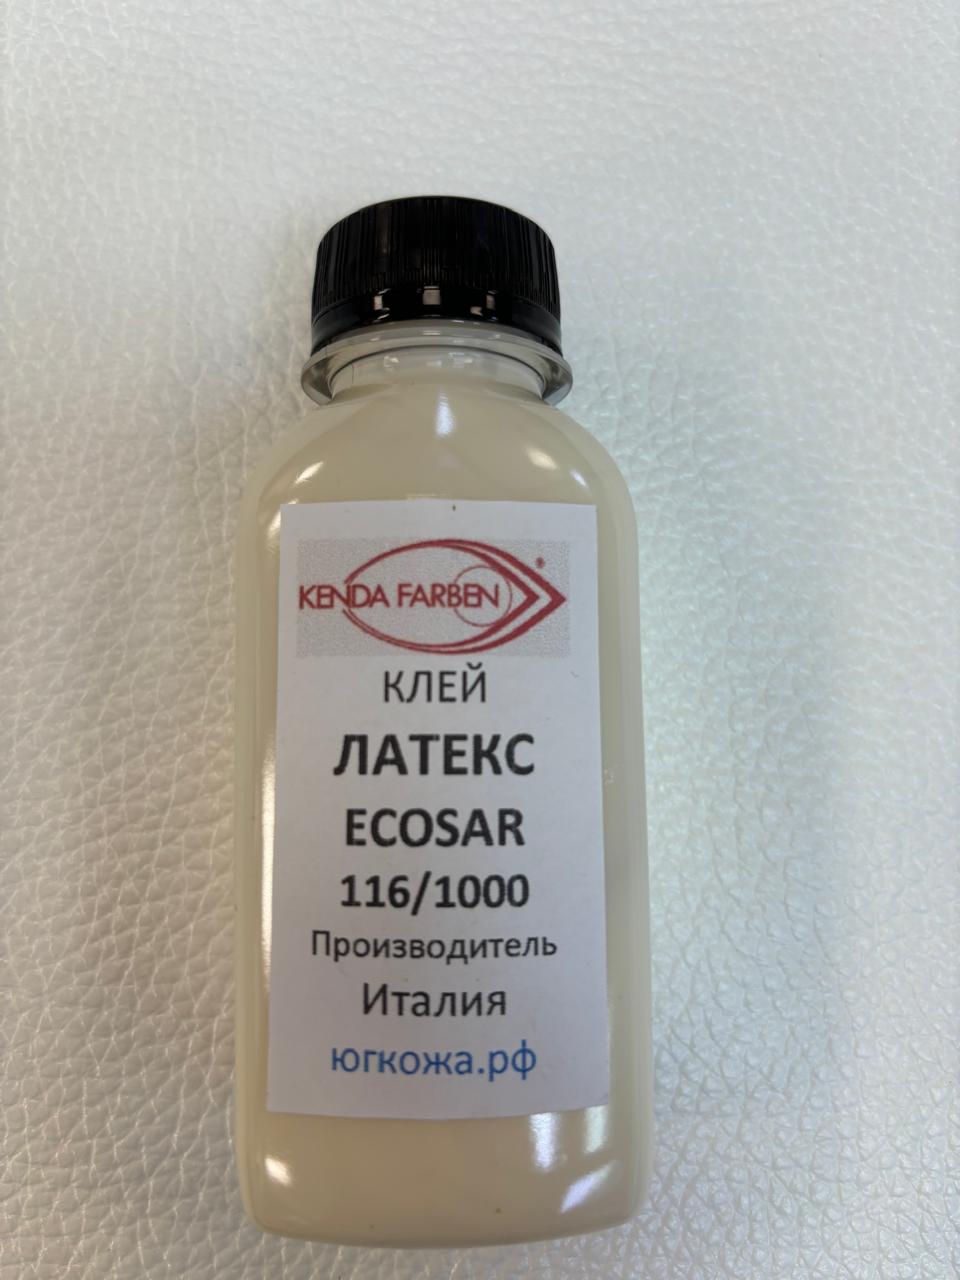 KENDA FARBEN®
КЛЕЙ
ЛАТЕКС
ECOSAR
116/1000
Производитель
Италия
югкожа.рф